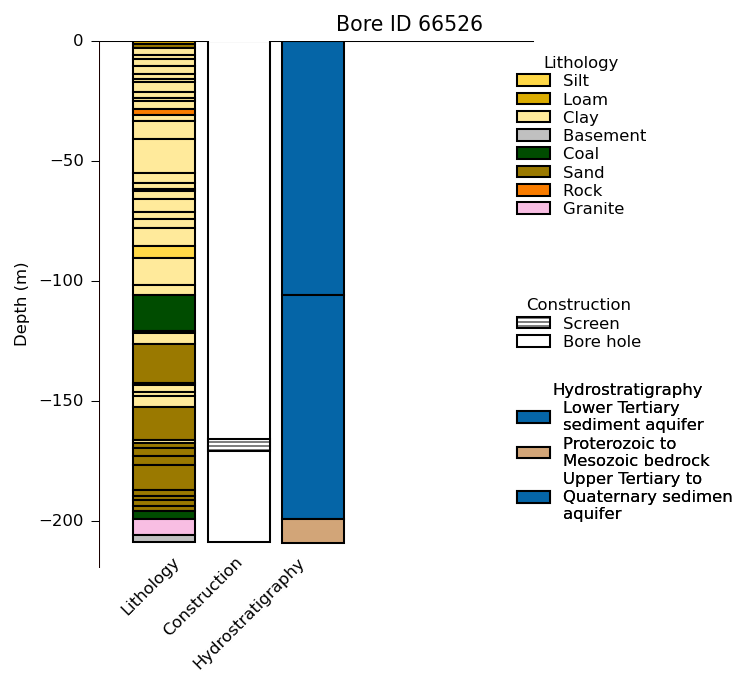 Bore ID 66526
0
−50
−100
−150
−200
Depth (m)
Lithology
Construction
Hydrostratigraphy
Lithology
Silt
Loam
Clay
Basement
Coal
Sand
Rock
Granite
Construction
Screen
Bore hole
Hydrostratigraphy
Lower Tertiary
sediment aquifer
Proterozoic to
Mesozoic bedrock
Upper Tertiary to
Quaternary sedimen
aquifer